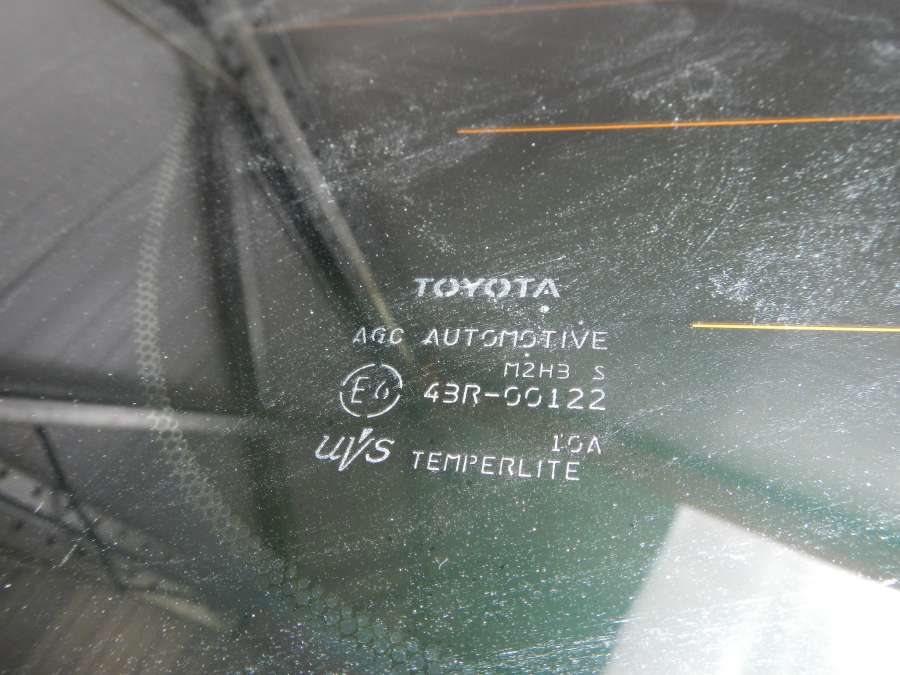 TOYOTA
AGC AUTOMOTIVE
M2H3 S
E6 43R-00122
UVS 10A
TEMPERLITE